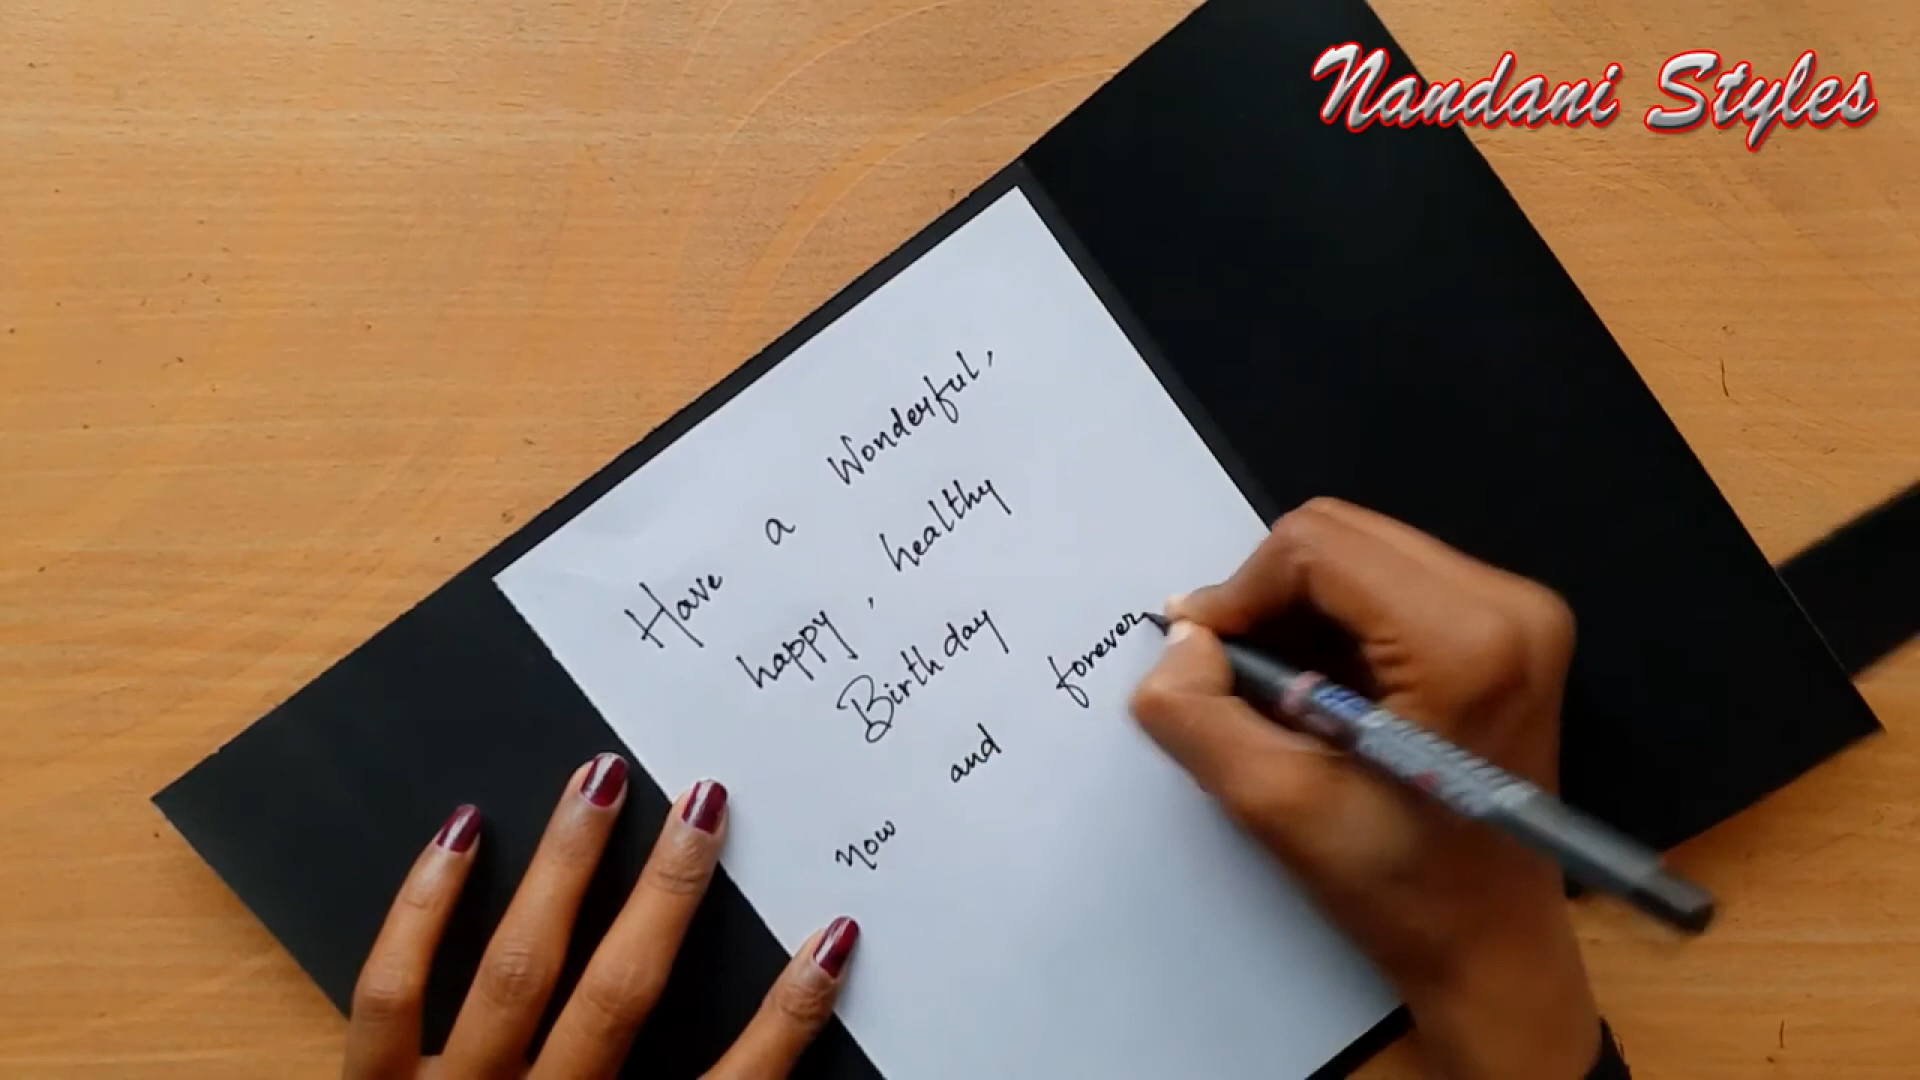 Nandani Styles
Have a Wonderful,
happy, healthy
Birthday
now and forever